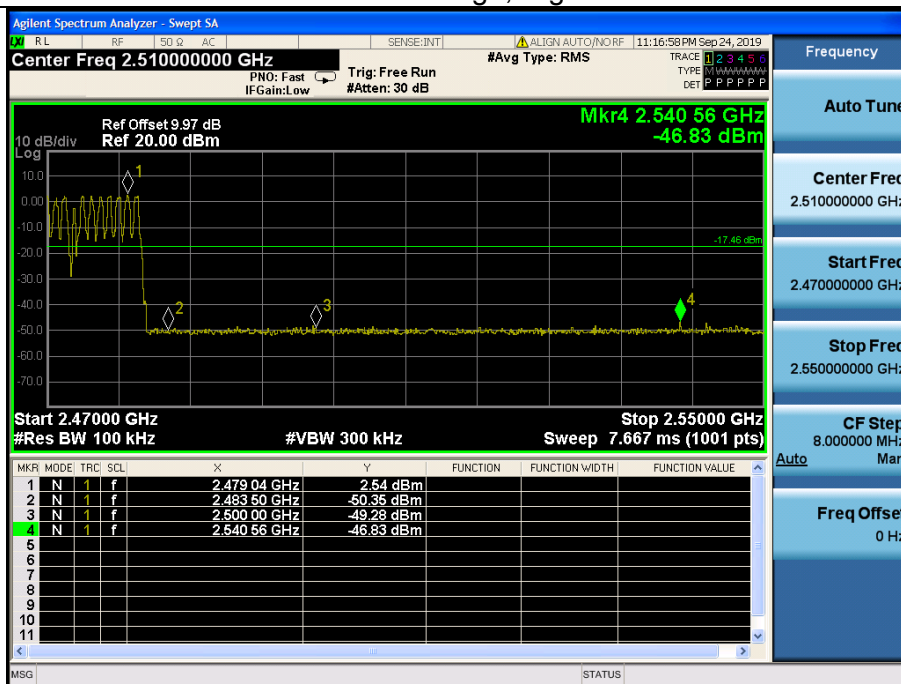 Agilent Spectrum Analyzer - Swept SA
LXI RL RF 50 Ω AC SENSE:INT ALIGN AUTO/NO RF 11:16:58 PM Sep 24, 2019
Center Freq 2.510000000 GHz
PNO: Fast
IFGain:Low
Trig: Free Run
#Atten: 30 dB
#Avg Type: RMS
TRACE 1 2 3 4 5 6
TYPE M WWWWW
DET P P P P P P
Ref Offset 9.97 dB
10 dB/div Ref 20.00 dBm
Log
Mkr4 2.540 56 GHz
-46.83 dBm
10.0
0.00
-10.0
-20.0
-30.0
-40.0
-50.0
-60.0
-70.0
1
2
3
4
-17.46 dBm
Start 2.47000 GHz Stop 2.55000 GHz
#Res BW 100 kHz #VBW 300 kHz Sweep 7.667 ms (1001 pts)
MKR MODE TRC SCL X Y FUNCTION FUNCTION WIDTH FUNCTION VALUE
1 N 1 f 2.479 04 GHz 2.54 dBm
2 N 1 f 2.483 50 GHz -50.35 dBm
3 N 1 f 2.500 00 GHz -49.28 dBm
4 N 1 f 2.540 56 GHz -46.83 dBm
5
6
7
8
9
10
11
MSG STATUS
Frequency
Auto Tune
Center Freq
2.510000000 GHz
Start Freq
2.470000000 GHz
Stop Freq
2.550000000 GHz
CF Step
8.000000 MHz
Auto Man
Freq Offset
0 Hz